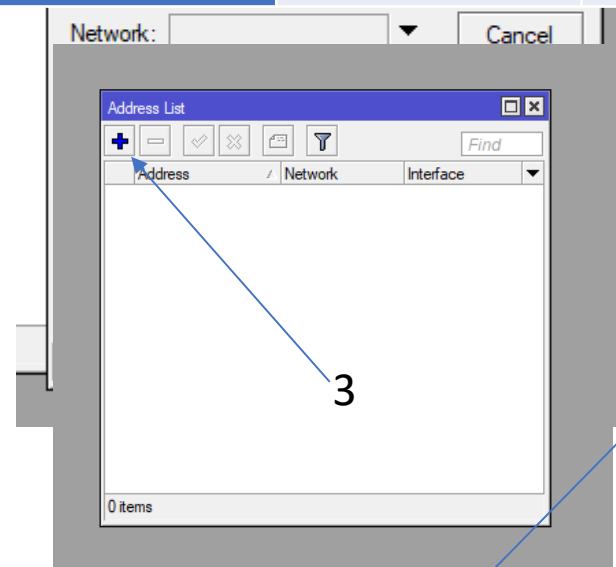 Network: Cancel
Address List
Find
Address Network Interface
3
0 items